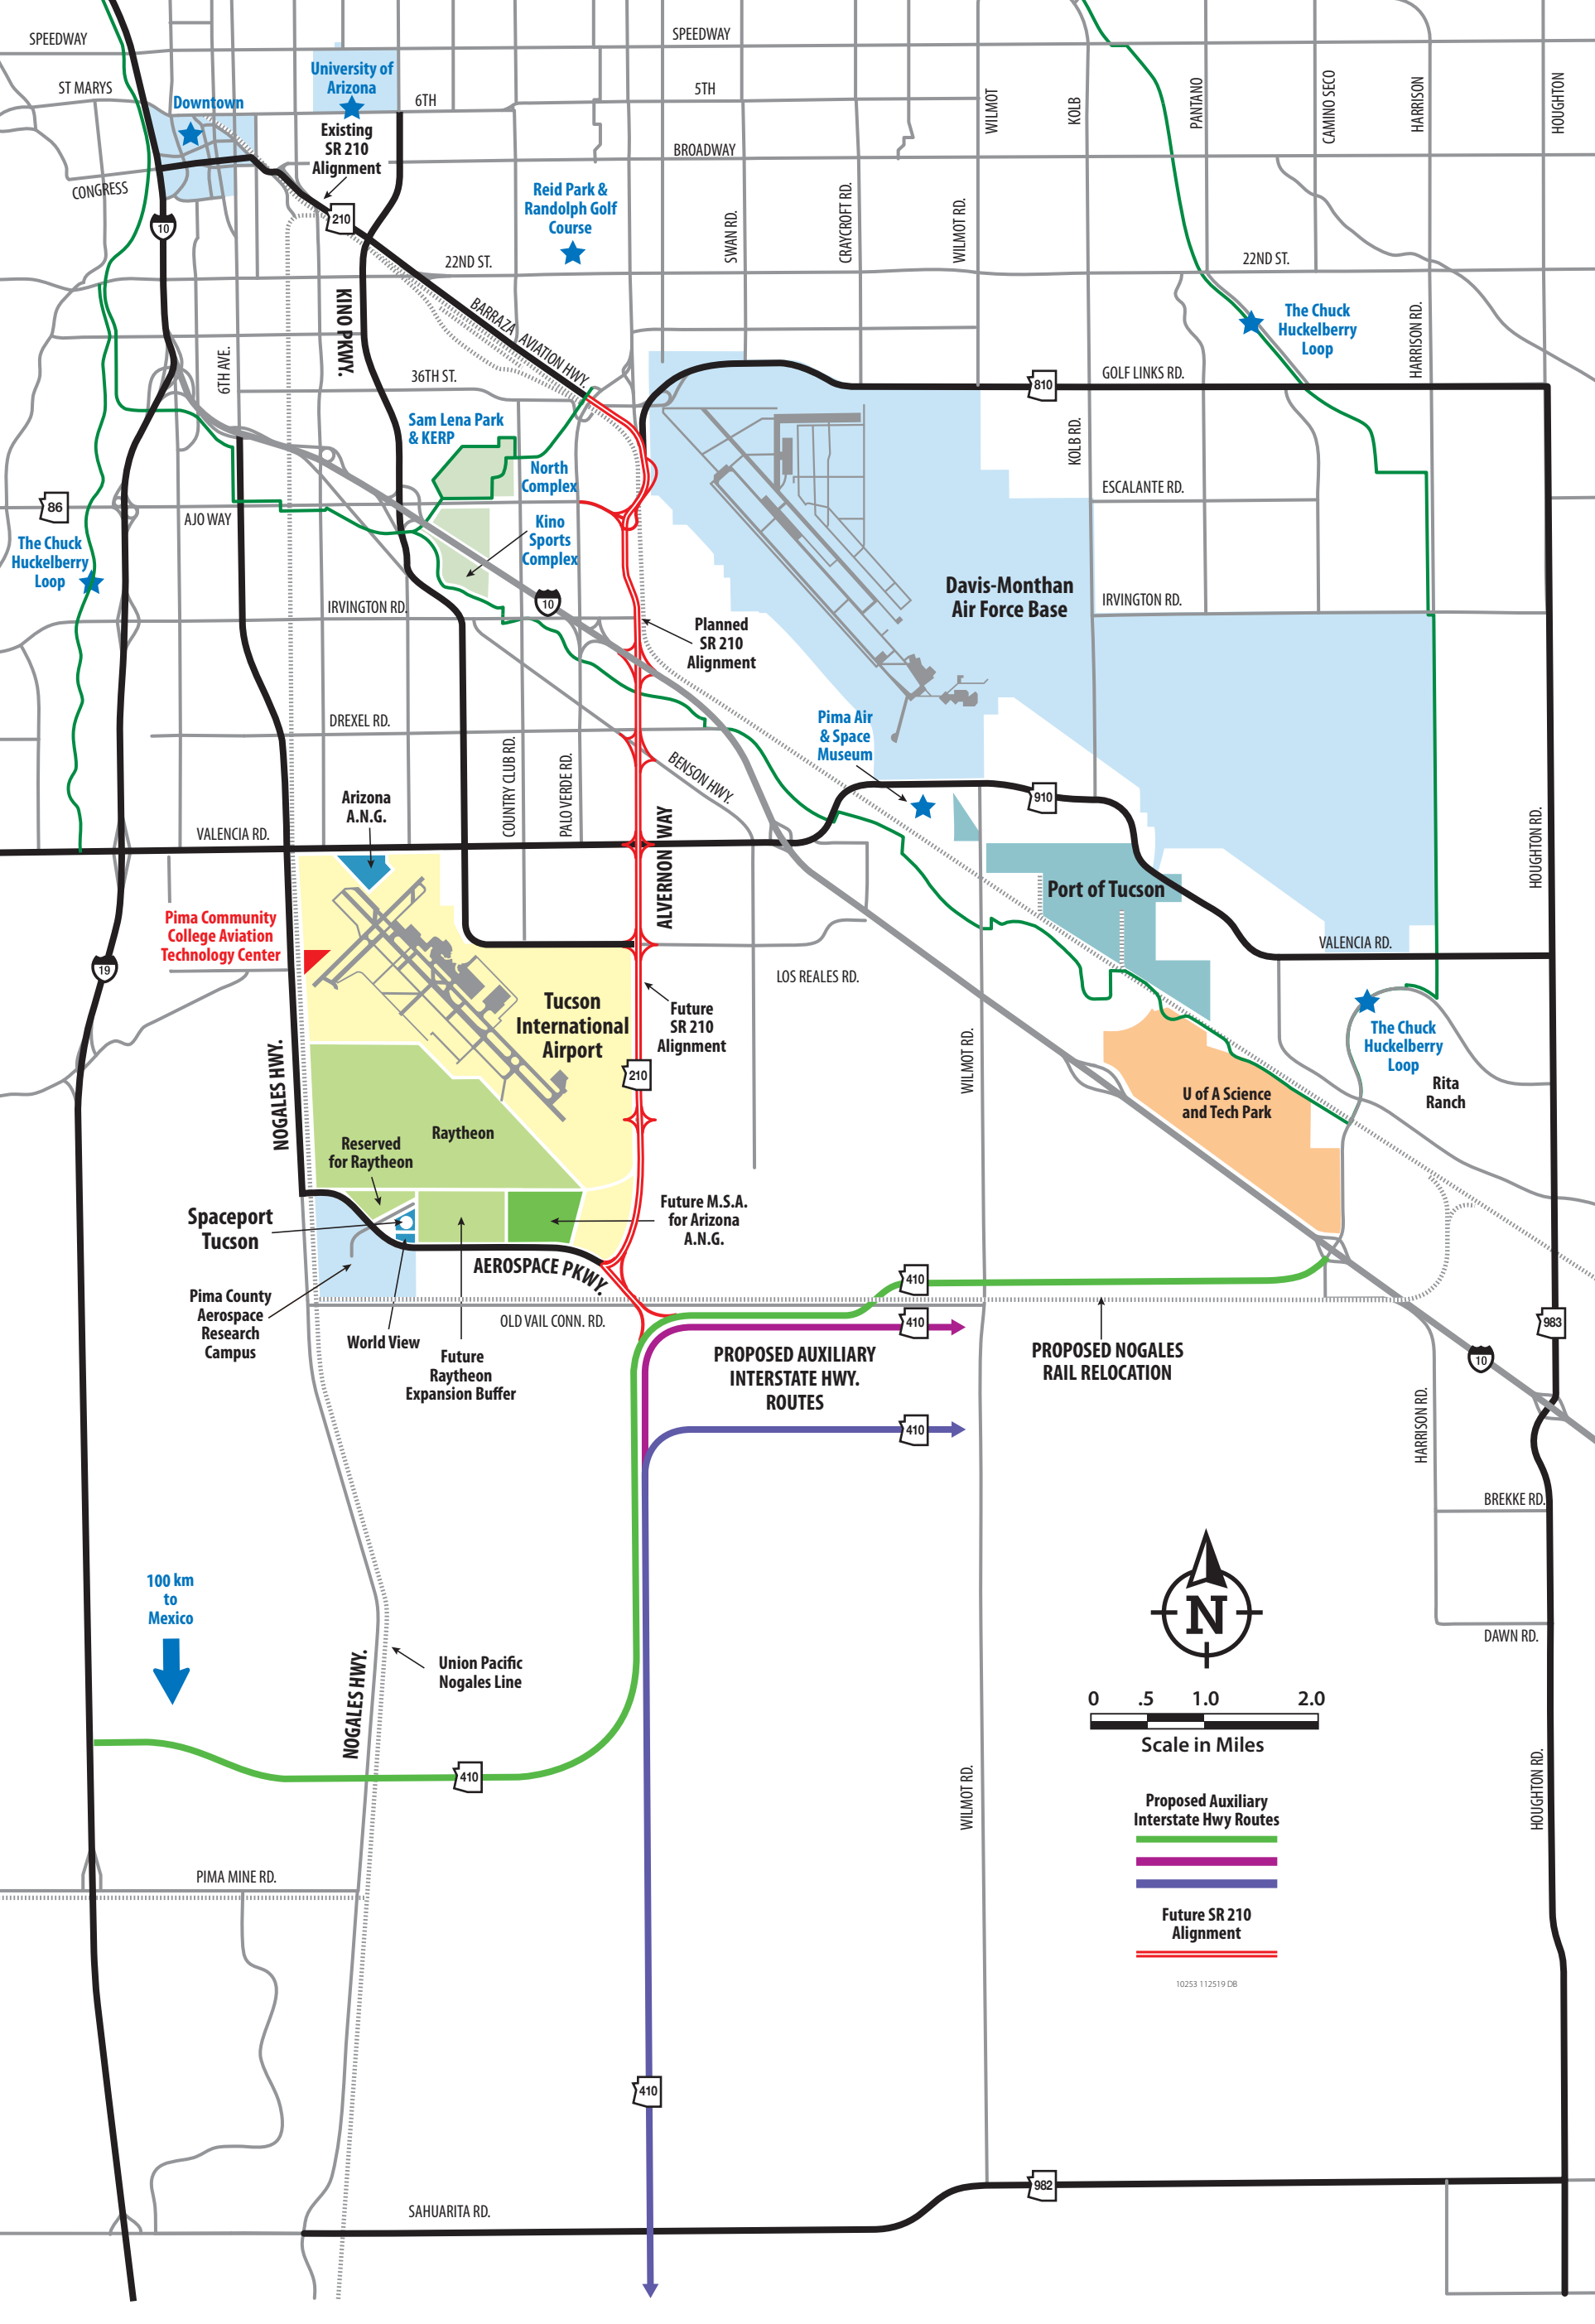 SPEEDWAY
SPEEDWAY
ST MARYS
Downtown
University of
Arizona
6TH
5TH
WILMOT
KOLB
PANTANO
CAMINO SECO
HARRISON
HOUGHTON
Existing
SR 210
Alignment
BROADWAY
CONGRESS
210
10
Reid Park &
Randolph Golf
Course
SWAN RD.
CRAYCROFT RD.
WILMOT RD.
22ND ST.
22ND ST.
KINO PKWY.
BARRAZA AVIATION HWY.
The Chuck
Huckelberry
Loop
HARRISON RD.
6TH AVE.
36TH ST.
810
GOLF LINKS RD.
Sam Lena Park
& KERP
KOLB RD.
North
Complex
ESCALANTE RD.
86
AJO WAY
Kino
Sports
Complex
The Chuck
Huckelberry
Loop
Davis-Monthan
Air Force Base
10
IRVINGTON RD.
IRVINGTON RD.
Planned
SR 210
Alignment
DREXEL RD.
Pima Air
& Space
Museum
COUNTRY CLUB RD.
PALO VERDE RD.
BENSON HWY.
Arizona
A.N.G.
910
VALENCIA RD.
ALVERNON WAY
HOUGHTON RD.
Port of Tucson
Pima Community
College Aviation
Technology Center
VALENCIA RD.
19
LOS REALES RD.
Tucson
International
Airport
Future
SR 210
Alignment
The Chuck
Huckelberry
Loop
NOGALES HWY.
210
WILMOT RD.
Rita
Ranch
U of A Science
and Tech Park
Raytheon
Reserved
for Raytheon
Spaceport
Tucson
Future M.S.A.
for Arizona
A.N.G.
AEROSPACE PKWY.
410
Pima County
Aerospace
Research
Campus
World View
OLD VAIL CONN. RD.
410
983
Future
Raytheon
Expansion Buffer
PROPOSED AUXILIARY
INTERSTATE HWY.
ROUTES
PROPOSED NOGALES
RAIL RELOCATION
10
410
HARRISON RD.
BREKKE RD.
100 km
to
Mexico
N
DAWN RD.
NOGALES HWY.
Union Pacific
Nogales Line
0 .5 1.0 2.0
Scale in Miles
410
WILMOT RD.
HOUGHTON RD.
Proposed Auxiliary
Interstate Hwy Routes
PIMA MINE RD.
Future SR 210
Alignment
10253 112519 DB
410
982
SAHUARITA RD.